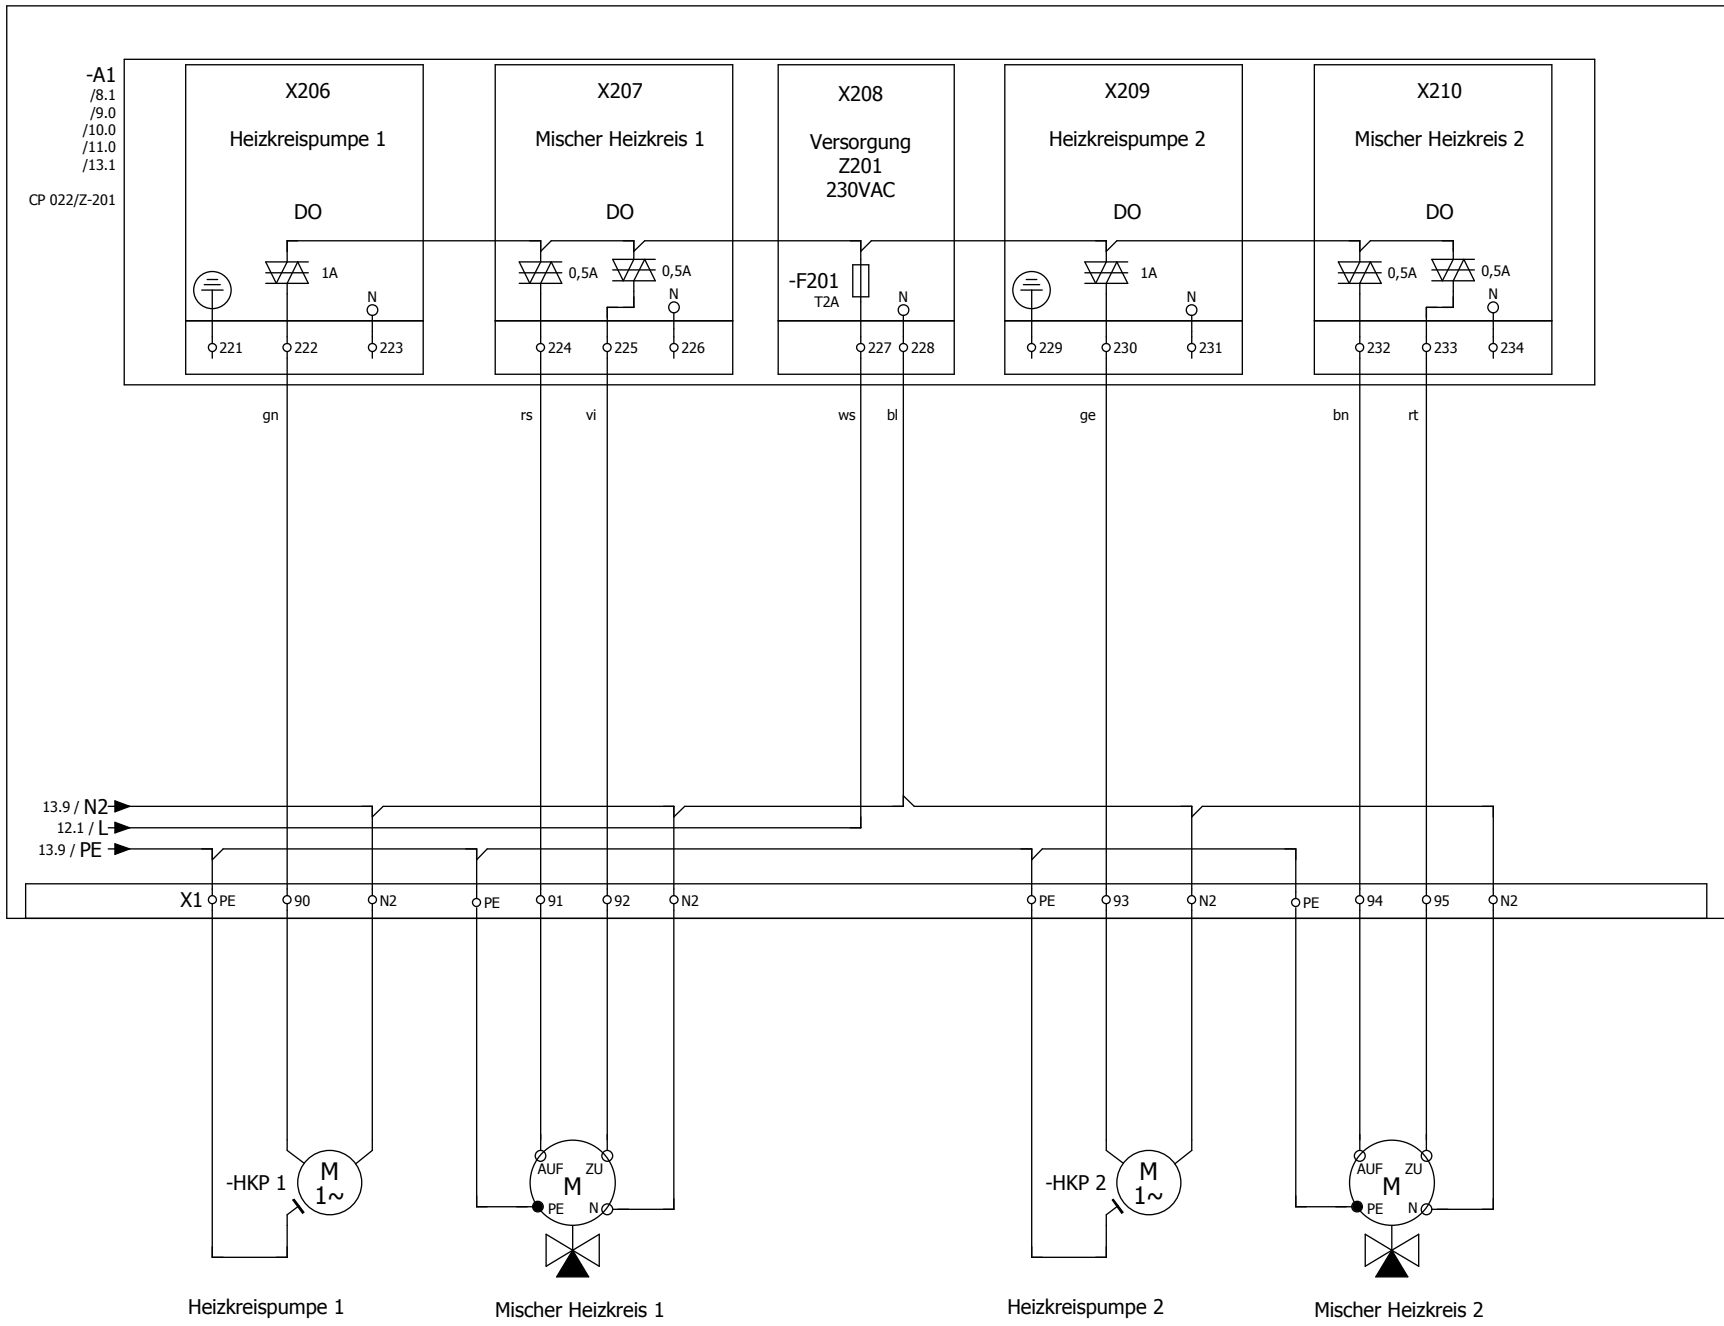 -A1
/8.1
/9.0
/10.0
/11.0
/13.1
CP 022/Z-201
X206
Heizkreispumpe 1
DO
1A
N
221
222
223
X207
Mischer Heizkreis 1
DO
0,5A
0,5A
N
224
225
226
X208
Versorgung
Z201
230VAC
-F201
T2A
N
227
228
X209
Heizkreispumpe 2
DO
1A
N
229
230
231
X210
Mischer Heizkreis 2
DO
0,5A
0,5A
N
232
233
234
gn
rs
vi
ws
bl
ge
bn
rt
13.9 / N2
12.1 / L
13.9 / PE
X1
PE
90
N2
PE
91
92
N2
PE
93
N2
PE
94
95
N2
-HKP 1
M
1~
AUF
ZU
M
PE
N
-HKP 2
M
1~
AUF
ZU
M
PE
N
Heizkreispumpe 1
Mischer Heizkreis 1
Heizkreispumpe 2
Mischer Heizkreis 2